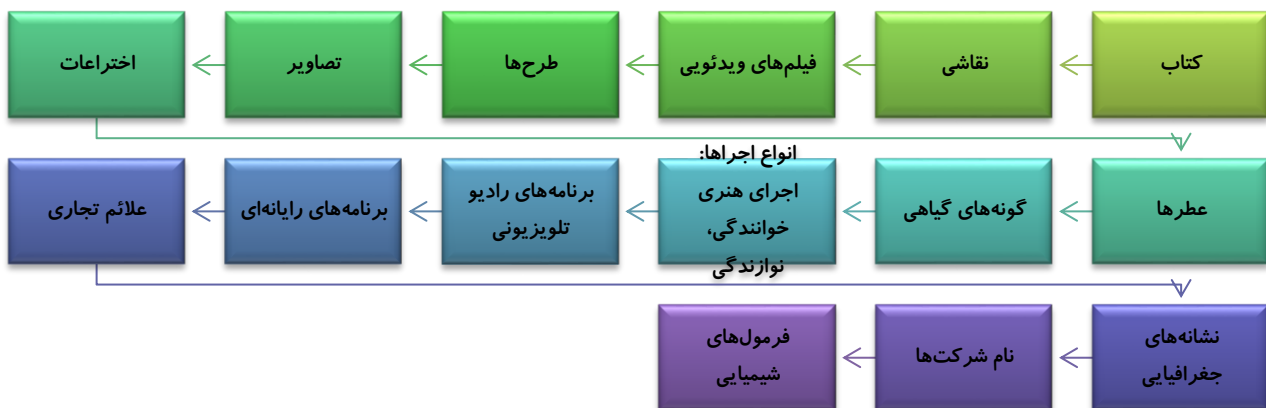 کتاب
نقاشی
فیلم‌های ویدئویی
طرح‌ها
تصاویر
اختراعات
عطرها
گونه‌های گیاهی
انواع اجراها:
اجرای هنری
خوانندگی،
نوازندگی
برنامه‌های رادیو
تلویزیونی
برنامه‌های رایانه‌ای
علائم تجاری
نشانه‌های
جغرافیایی
نام شرکت‌ها
فرمول‌های
شیمیایی